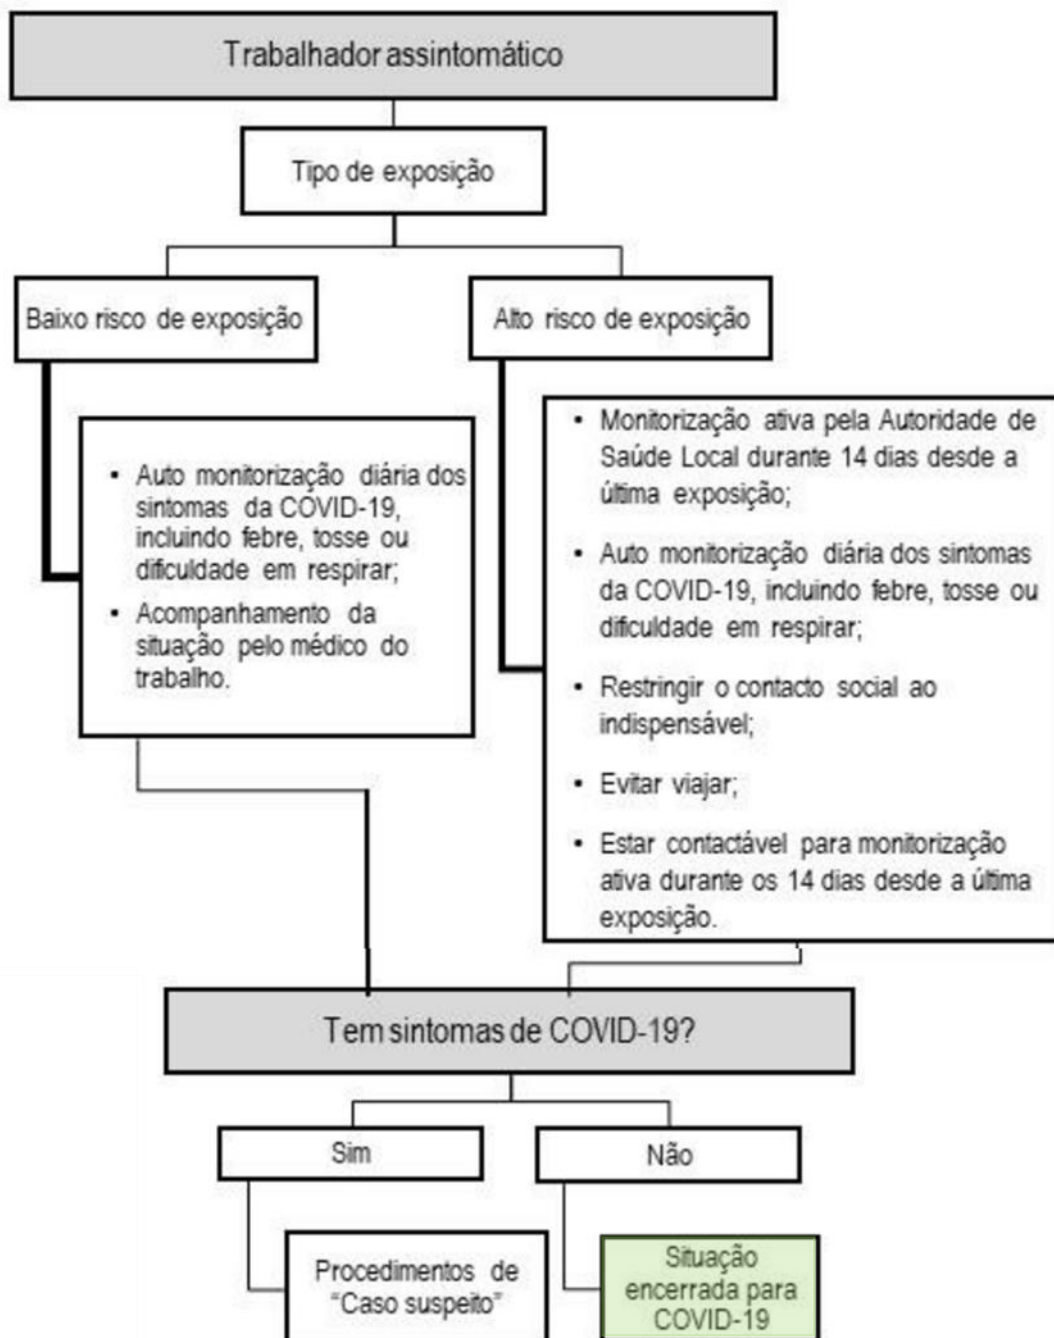 Trabalhador assintomático
Tipo de exposição
Baixo risco de exposição
Alto risco de exposição
• Auto monitorização diária dos
sintomas da COVID-19,
incluindo febre, tosse ou
dificuldade em respirar;
• Acompanhamento da
situação pelo médico do
trabalho.
• Monitorização ativa pela Autoridade de
Saúde Local durante 14 dias desde a
última exposição;
• Auto monitorização diária dos sintomas
da COVID-19, incluindo febre, tosse ou
dificuldade em respirar;
• Restringir o contacto social ao
indispensável;
• Evitar viajar;
• Estar contactável para monitorização
ativa durante os 14 dias desde a última
exposição.
Tem sintomas de COVID-19?
Sim
Não
Procedimentos de
“Caso suspeito”
Situação
encerrada para
COVID-19